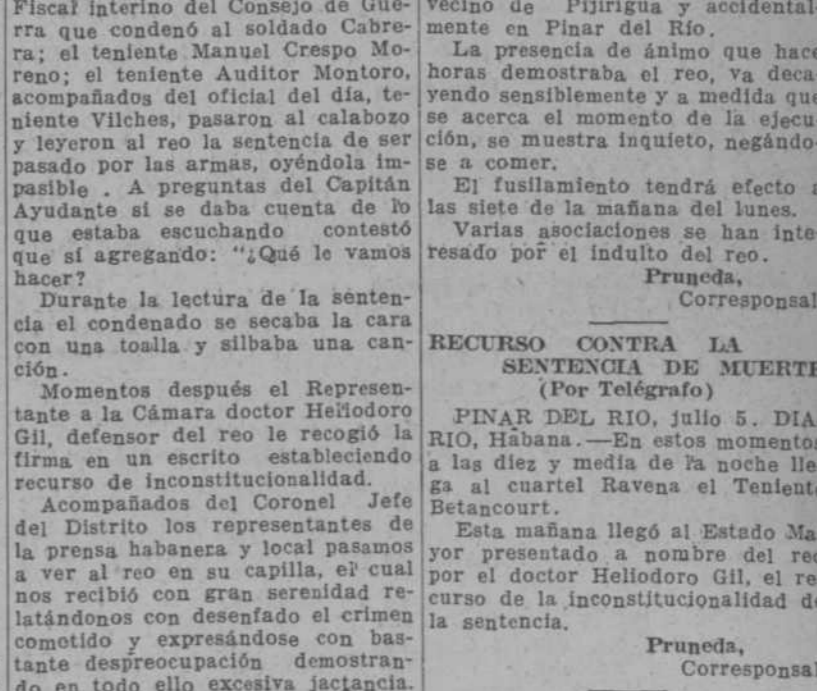 Fiscal interino del Consejo de Gue-
rra que condenó al soldado Cabre-
ra; el teniente Manuel Crespo Mo-
reno; el teniente Auditor Montoro,
acompañados del oficial del día, te-
niente Vilches, pasaron al calabozo
y leyeron al reo la sentencia de ser
pasado por las armas, oyéndola im-
pasible . A preguntas del Capitán
Ayudante si se daba cuenta de lo
que estaba escuchando contestó
que sí agregando: "¿Qué le vamos
hacer?
Durante la lectura de la senten-
cia el condenado se secaba la cara
con una toalla y silbaba una can-
ción.
Momentos después el Represen-
tante a la Cámara doctor Heliodoro
Gil, defensor del reo le recogió la
firma en un escrito estableciendo
recurso de inconstitucionalidad.
Acompañados del Coronel Jefe
del Distrito los representantes de
la prensa habanera y local pasamos
a ver al reo en su capilla, el cual
nos recibió con gran serenidad re-
latándonos con desenfado el crimen
cometido y expresándose con bas-
tante despreocupación demostran-
do en todo ello excesiva jactancia.
vecino de Pijirigua y accidental-
mente en Pinar del Río.
La presencia de ánimo que hace
horas demostraba el reo, va deca-
yendo sensiblemente y a medida que
se acerca el momento de la ejecu-
ción, se muestra inquieto, negándo-
se a comer.
El fusilamiento tendrá efecto a
las siete de la mañana del lunes.
Varias asociaciones se han inte-
resado por el indulto del reo.
Pruneda,
Corresponsal
RECURSO CONTRA LA
SENTENCIA DE MUERTE
(Por Telégrafo)
PINAR DEL RIO, julio 5. DIA-
RIO, Habana.—En estos momentos
a las diez y media de la noche lle-
ga al cuartel Ravena el Teniente
Betancourt.
Esta mañana llegó al Estado Ma-
yor presentado a nombre del reo
por el doctor Heliodoro Gil, el re-
curso de la inconstitucionalidad de
la sentencia.
Pruneda,
Corresponsal